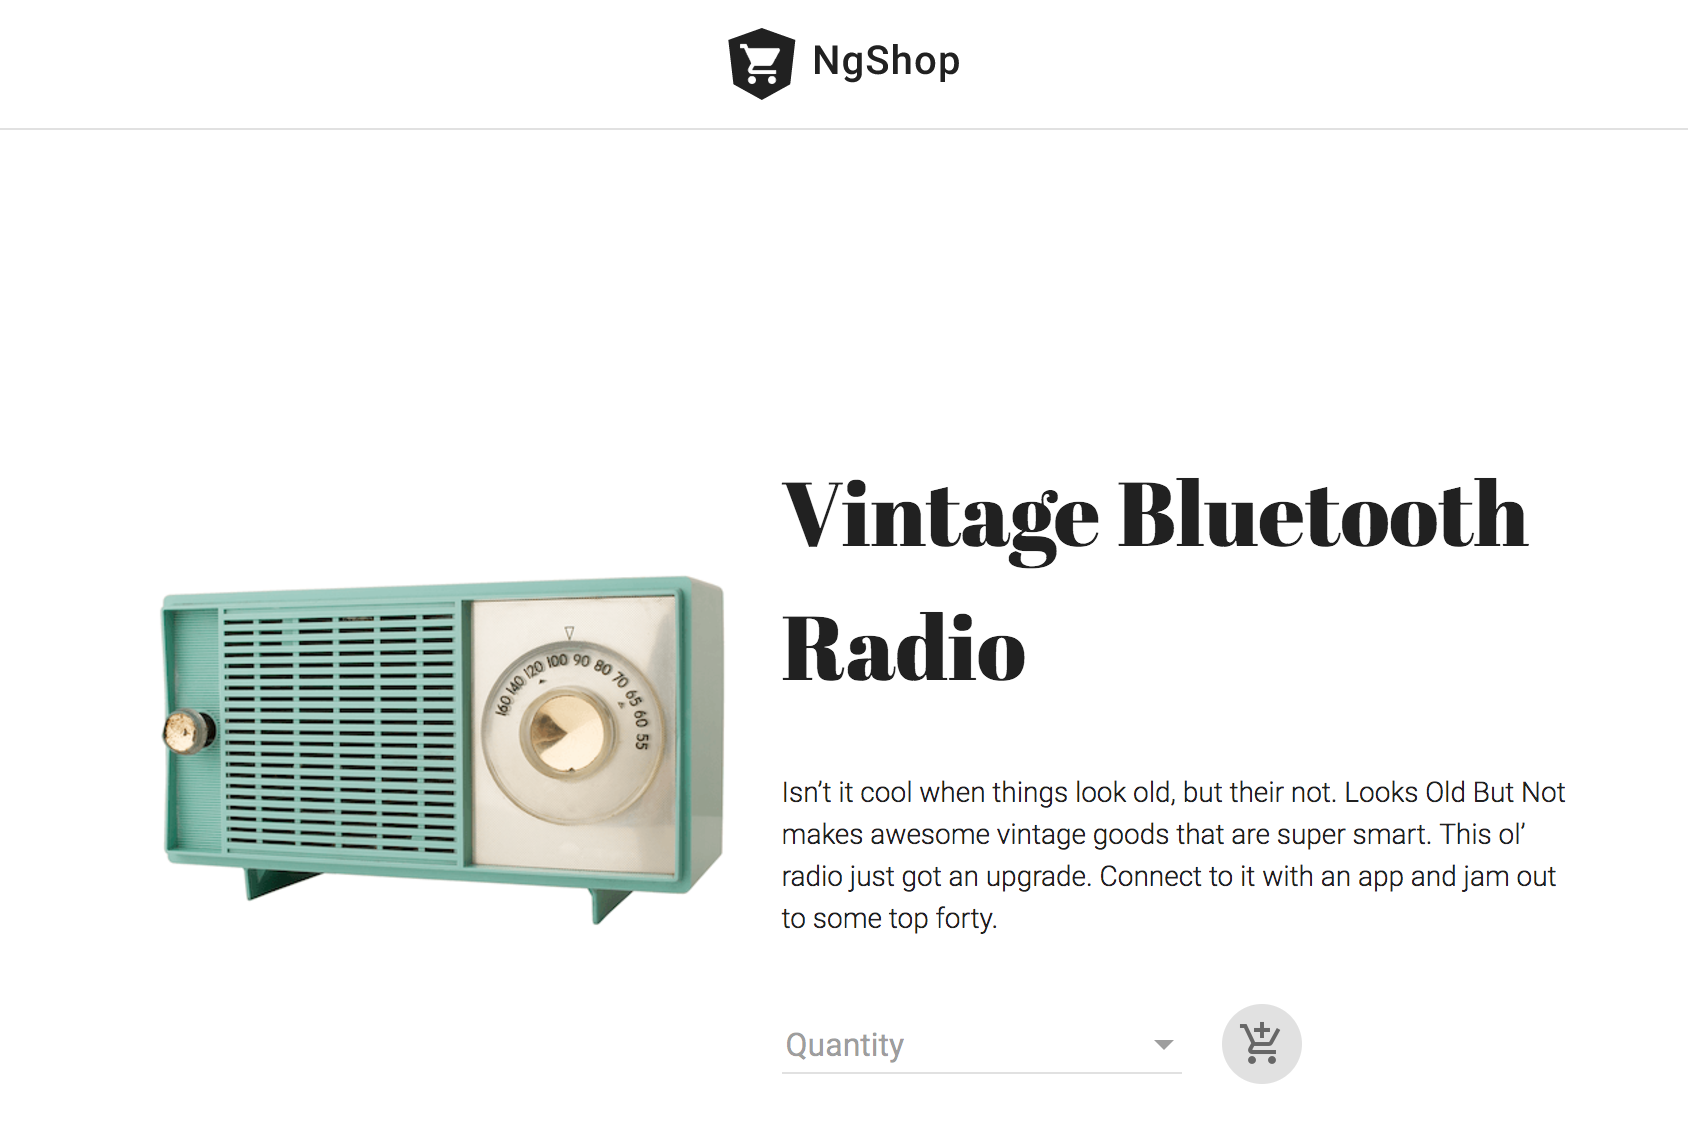 NgShop
Vintage Bluetooth
Radio
160 140 120 100 90 80 70 65 60 55
Isn’t it cool when things look old, but their not. Looks Old But Not
makes awesome vintage goods that are super smart. This ol’
radio just got an upgrade. Connect to it with an app and jam out
to some top forty.
Quantity